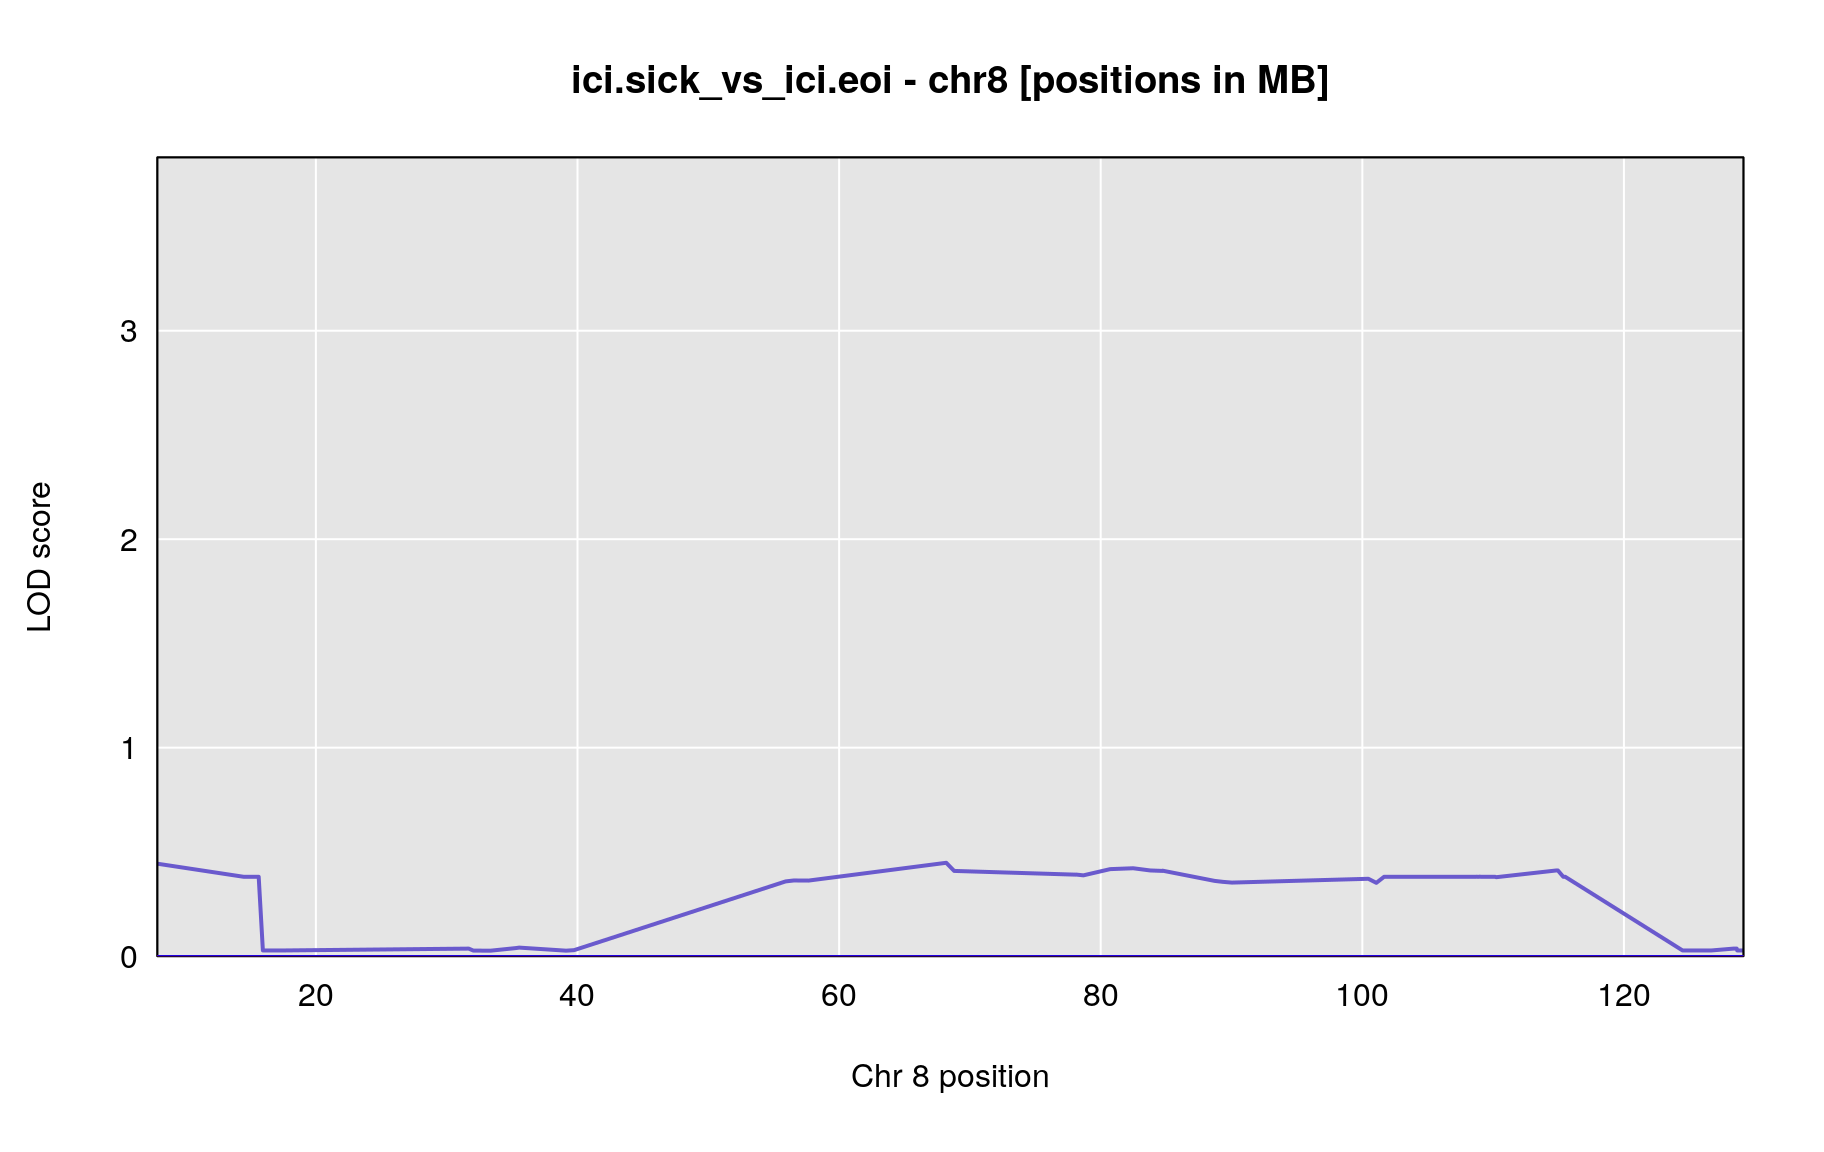 ici.sick_vs_ici.eoi - chr8 [positions in MB]
LOD score
3
2
1
0
20 40 60 80 100 120
Chr 8 position